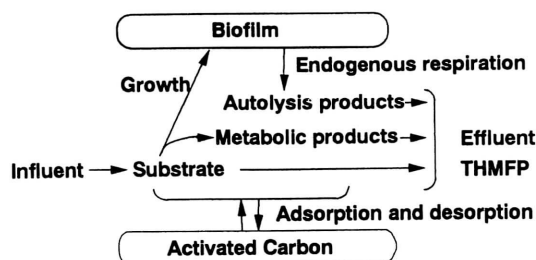 Biofilm
Endogenous respiration
Growth
Autolysis products
Metabolic products
Effluent
Influent
Substrate
THMFP
Adsorption and desorption
Activated Carbon